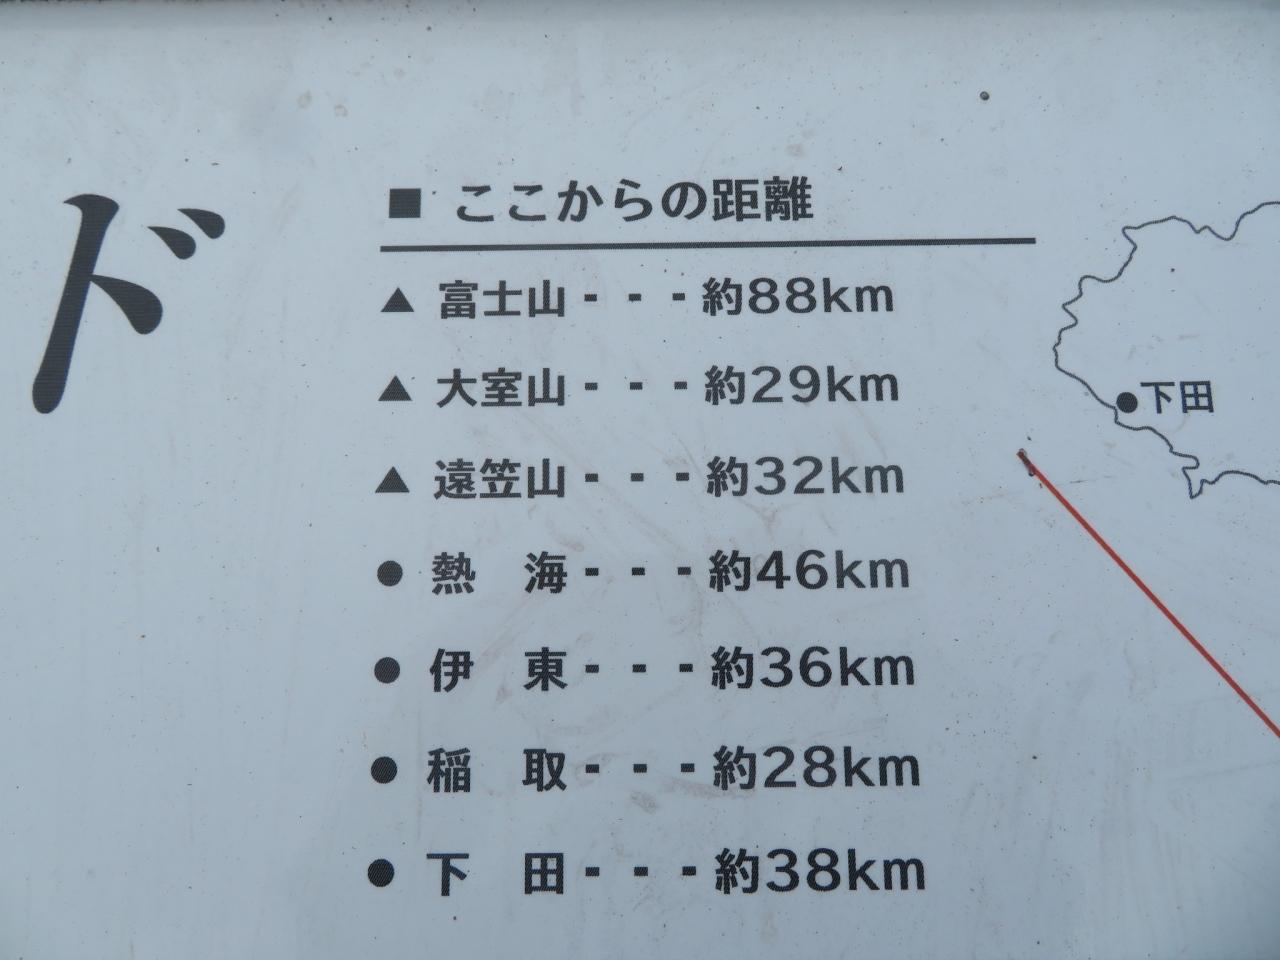 ド
■ ここからの距離
▲ 富士山・・・約88km
▲ 大室山・・・約29km
▲ 遠笠山・・・約32km
● 熱　海・・・約46km
● 伊　東・・・約36km
● 稲　取・・・約28km
● 下　田・・・約38km
●下田